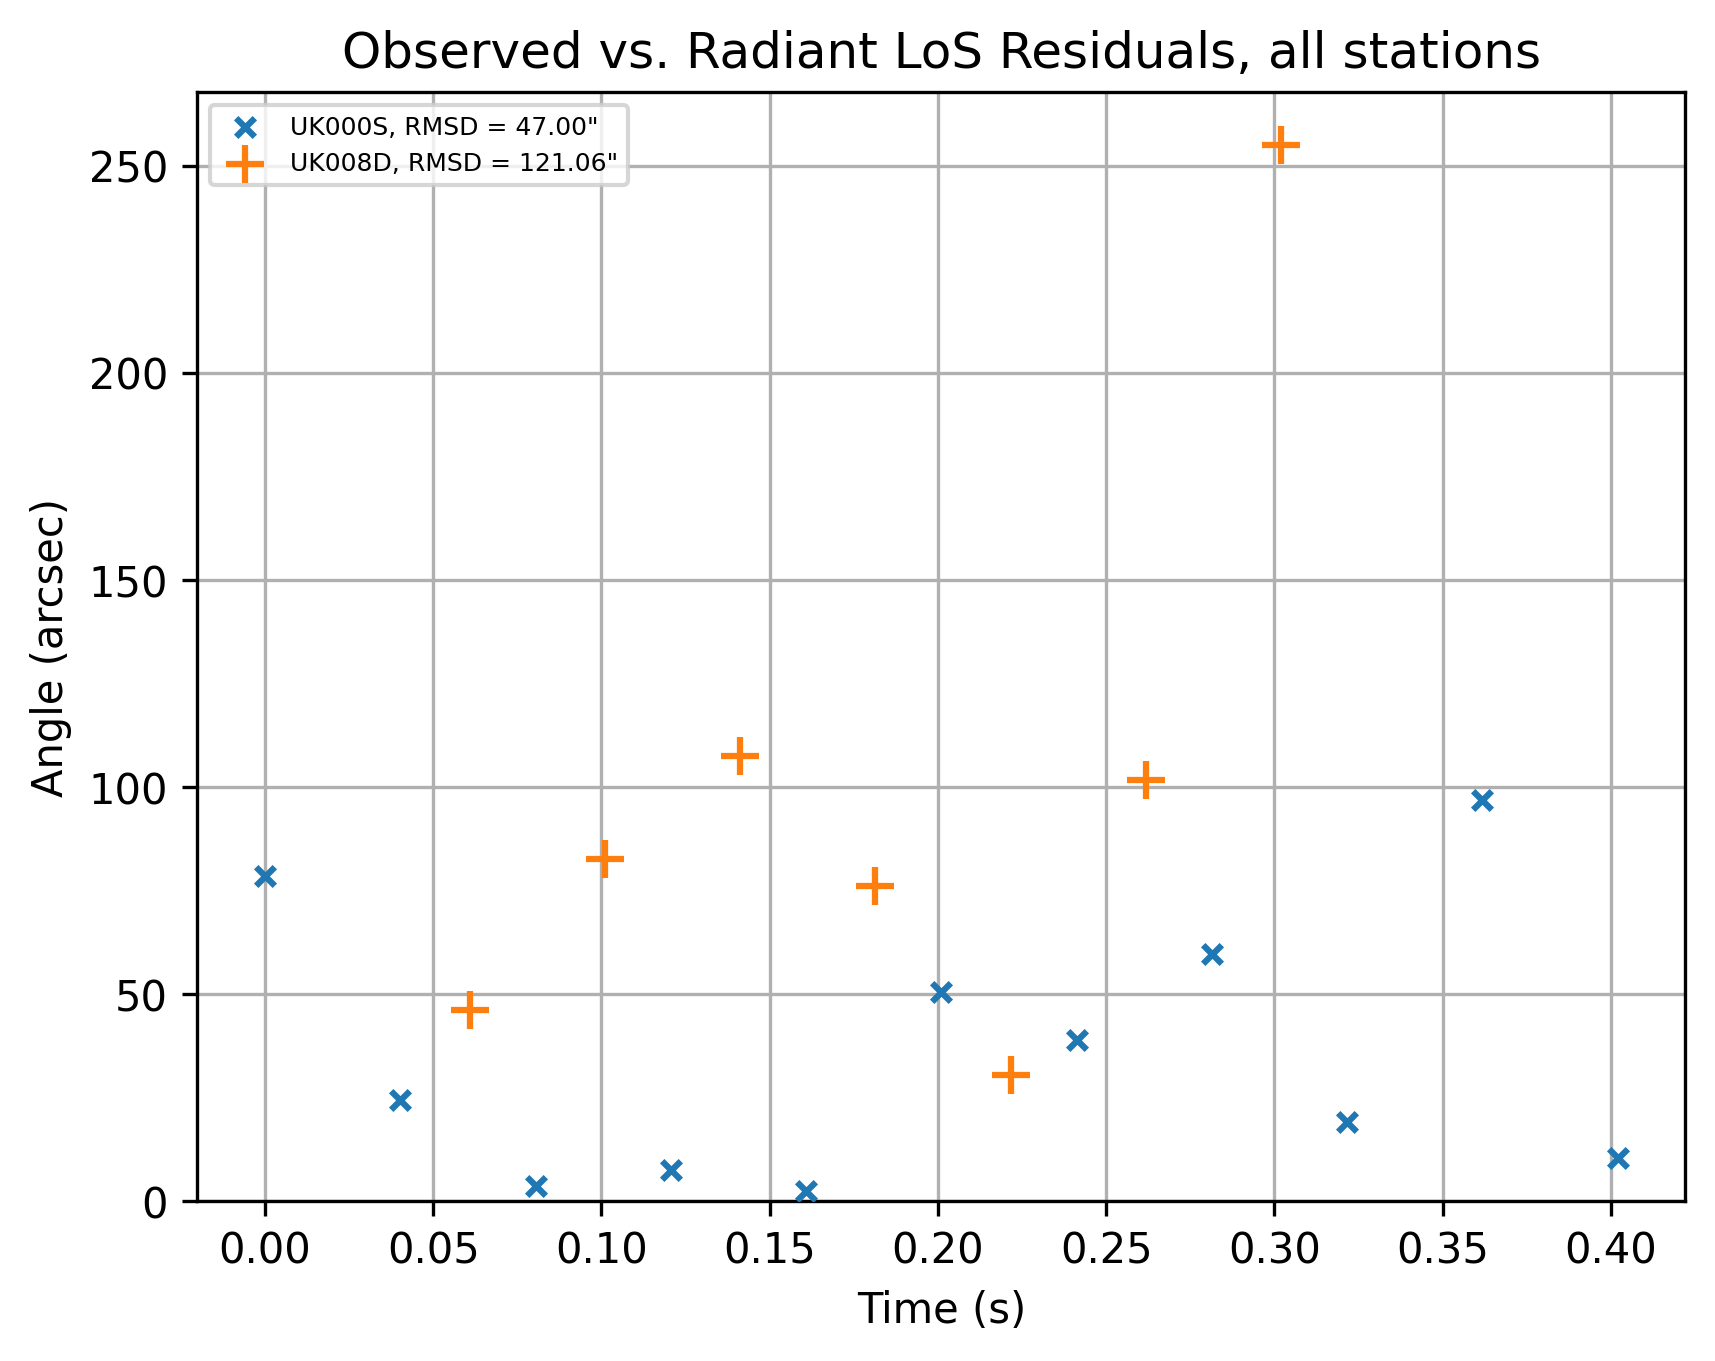 Observed vs. Radiant LoS Residuals, all stations
UK000S, RMSD = 47.00"
UK008D, RMSD = 121.06"
250
200
150
100
50
0
Angle (arcsec)
0.00 0.05 0.10 0.15 0.20 0.25 0.30 0.35 0.40
Time (s)